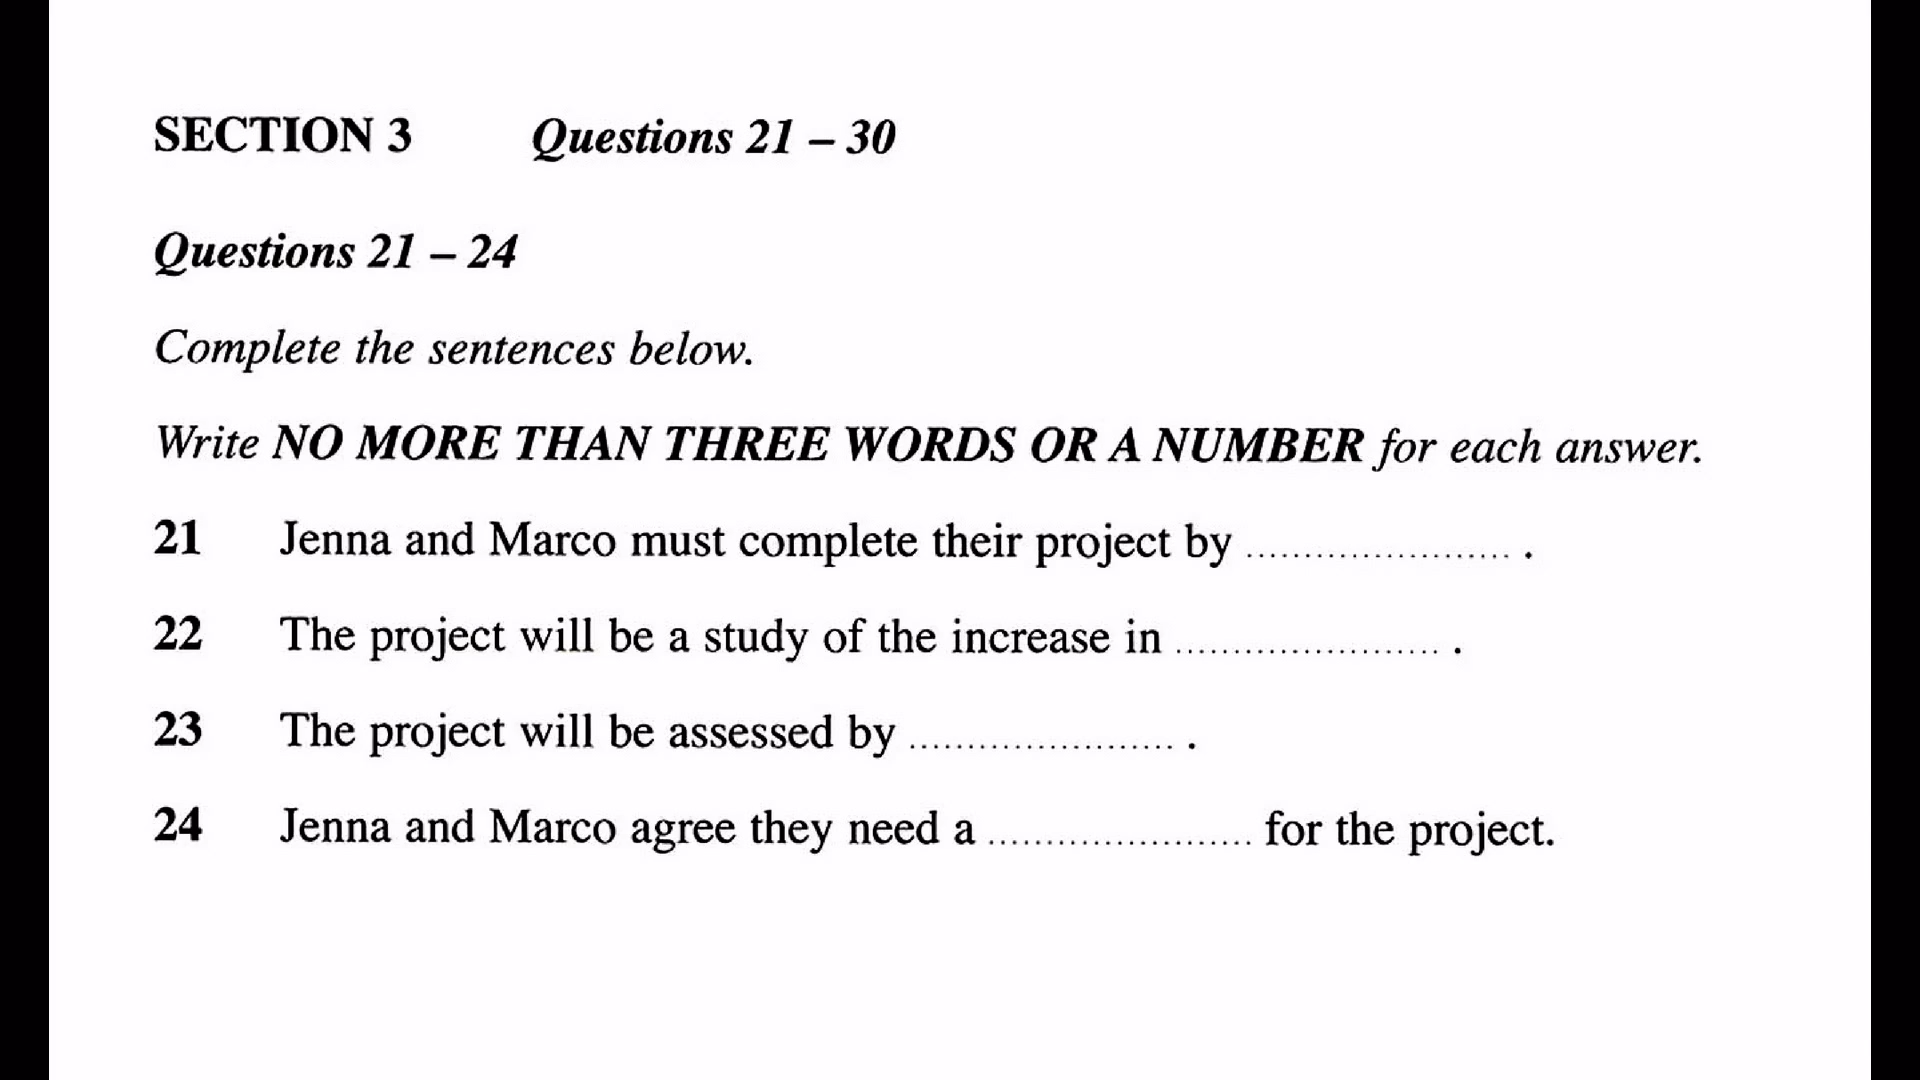 SECTION 3 Questions 21 – 30
Questions 21 – 24
Complete the sentences below.
Write NO MORE THAN THREE WORDS OR A NUMBER for each answer.
21 Jenna and Marco must complete their project by ....................... .
22 The project will be a study of the increase in ....................... .
23 The project will be assessed by ....................... .
24 Jenna and Marco agree they need a ....................... for the project.